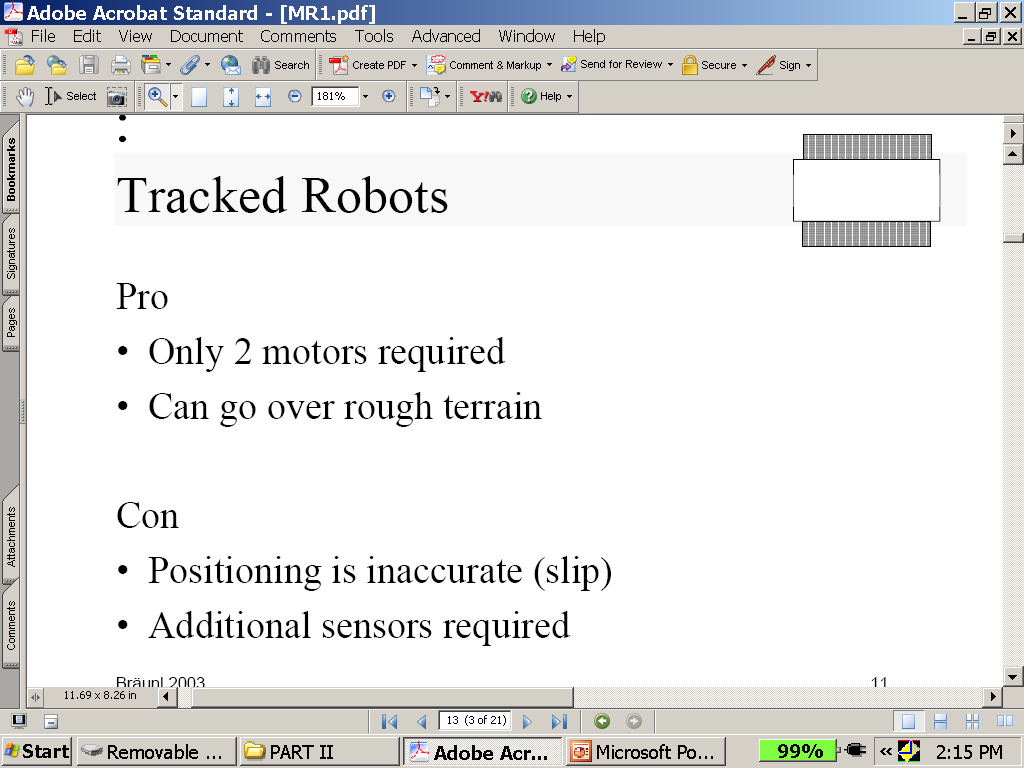 Adobe Acrobat Standard - [MR1.pdf]
File Edit View Document Comments Tools Advanced Window Help
Search Create PDF Comment & Markup Send for Review Secure Sign
Select 181% Y! Help
Bookmarks
Signatures
Pages
Attachments
Comments
Tracked Robots
Pro
• Only 2 motors required
• Can go over rough terrain
Con
• Positioning is inaccurate (slip)
• Additional sensors required
Bräunl 2003 11
11.69 x 8.26 in
13 (3 of 21)
Start Removable ... PART II Adobe Acr... Microsoft Po... 99% « 2:15 PM